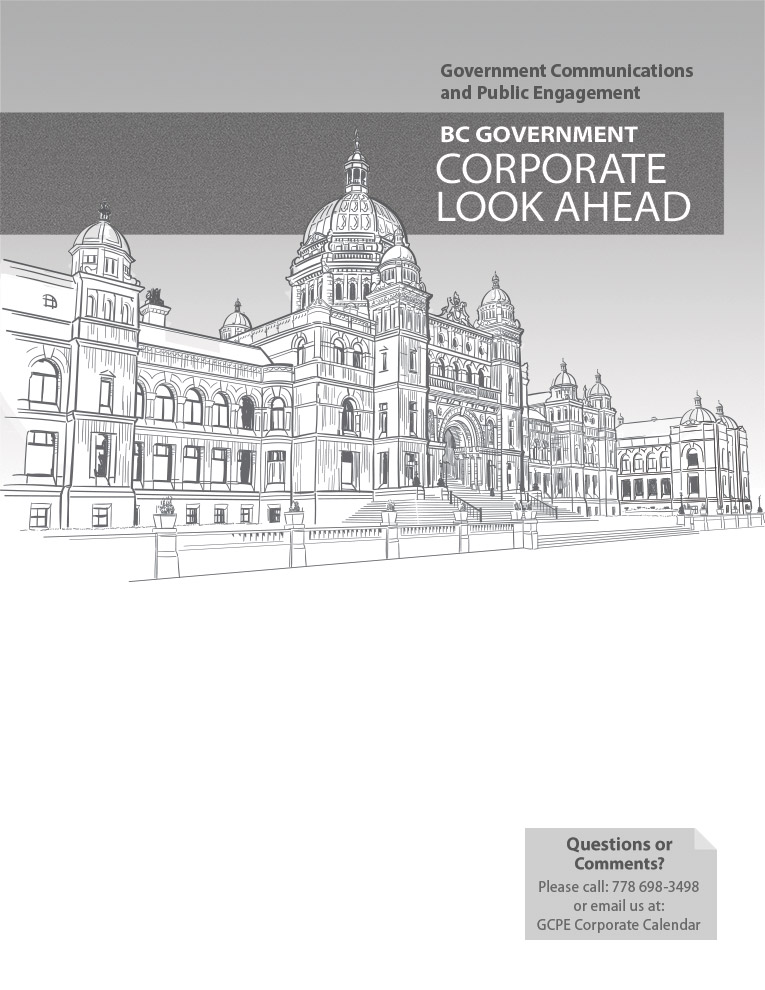 Government Communications
and Public Engagement
BC GOVERNMENT
CORPORATE
LOOK AHEAD
Questions or
Comments?
Please call: 778 698-3498
or email us at:
GCPE Corporate Calendar